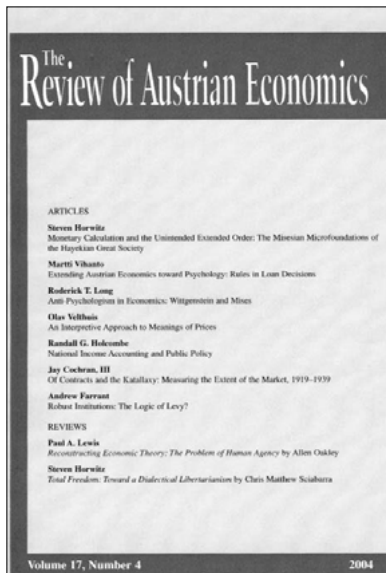 The
Review of Austrian Economics
ARTICLES
Steven Horwitz
Monetary Calculation and the Unintended Extended Order: The Misesian Microfoundations of
the Hayekian Great Society
Martti Vihanto
Extending Austrian Economics toward Psychology: Rules in Loan Decisions
Roderick T. Long
Anti-Psychologism in Economics: Wittgenstein and Mises
Olav Velthuis
An Interpretive Approach to Meanings of Prices
Randall G. Holcombe
National Income Accounting and Public Policy
Jay Cochran, III
Of Contracts and the Katallaxy: Measuring the Extent of the Market, 1919–1939
Andrew Farrant
Robust Institutions: The Logic of Levy?
REVIEWS
Paul A. Lewis
Reconstructing Economic Theory: The Problem of Human Agency by Allen Oakley
Steven Horwitz
Total Freedom: Toward a Dialectical Libertarianism by Chris Matthew Sciabarra
Volume 17, Number 4 2004